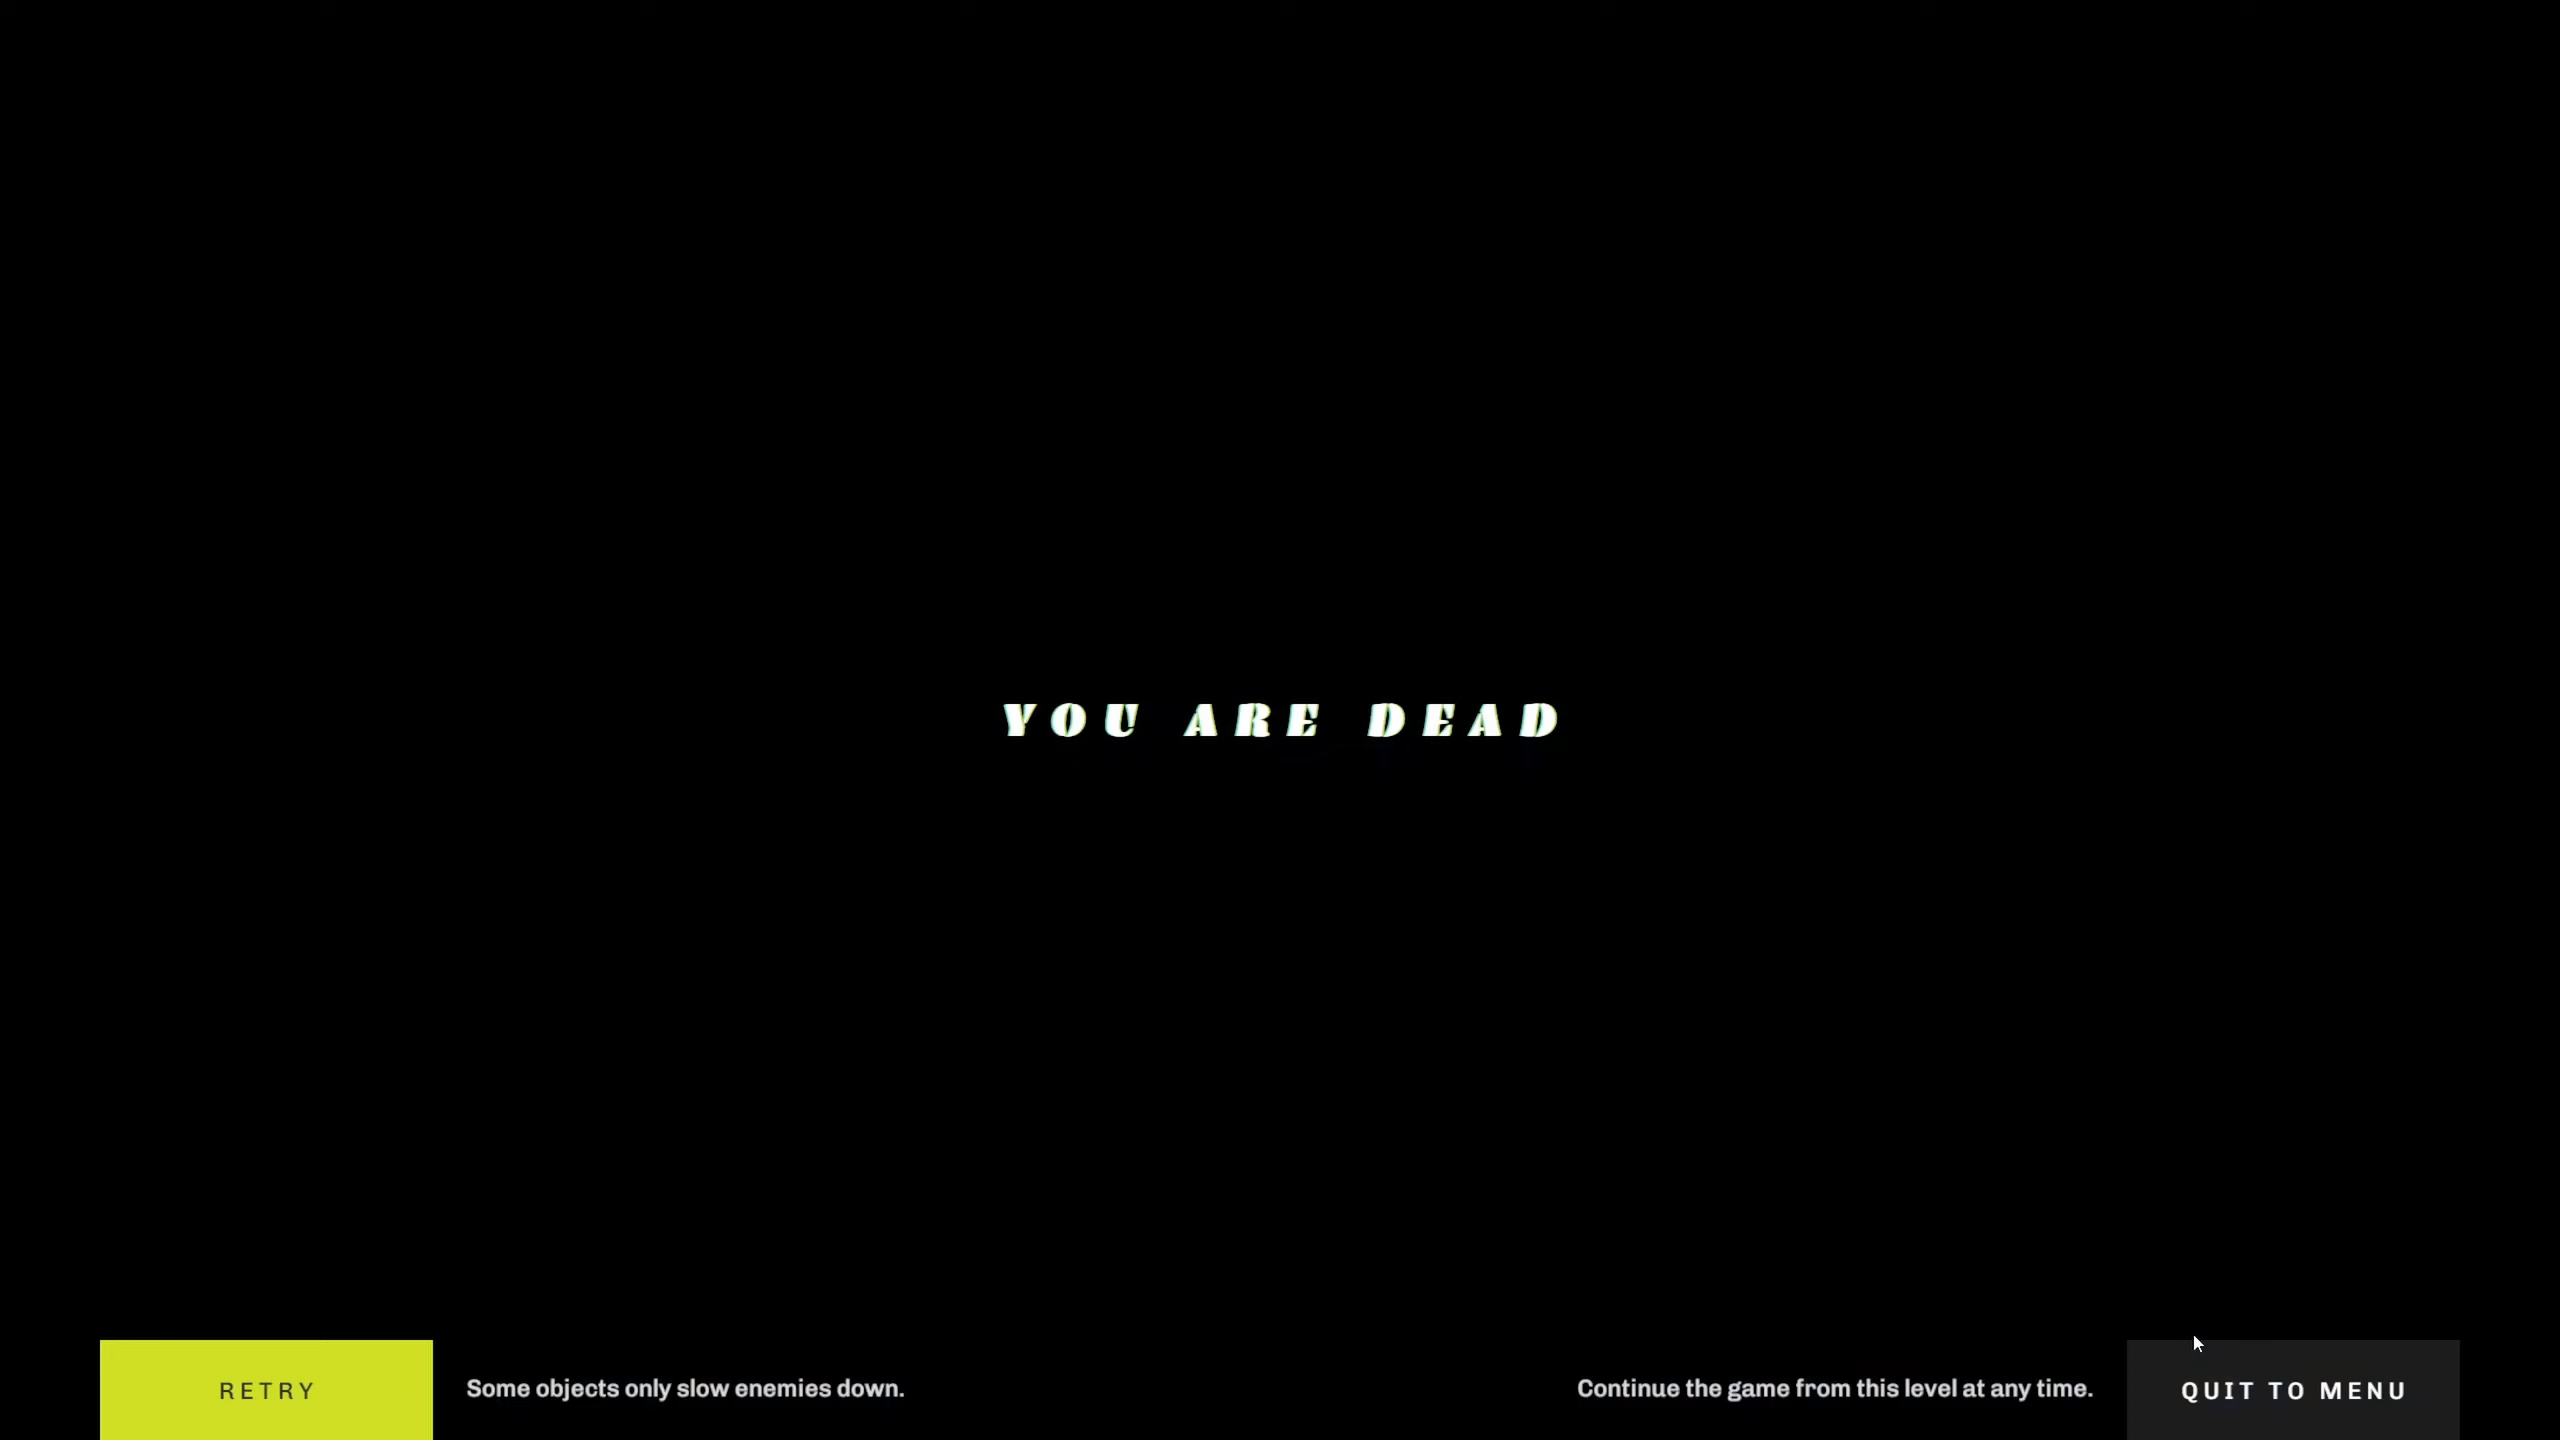 YOU ARE DEAD
RETRY
Some objects only slow enemies down.
Continue the game from this level at any time.
QUIT TO MENU